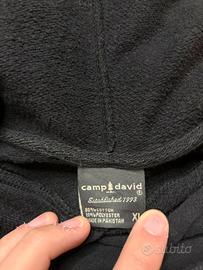 camp david
®
Established 1993
80% COTTON
20% POLYESTER
MADE IN PAKISTAN
XL
subito